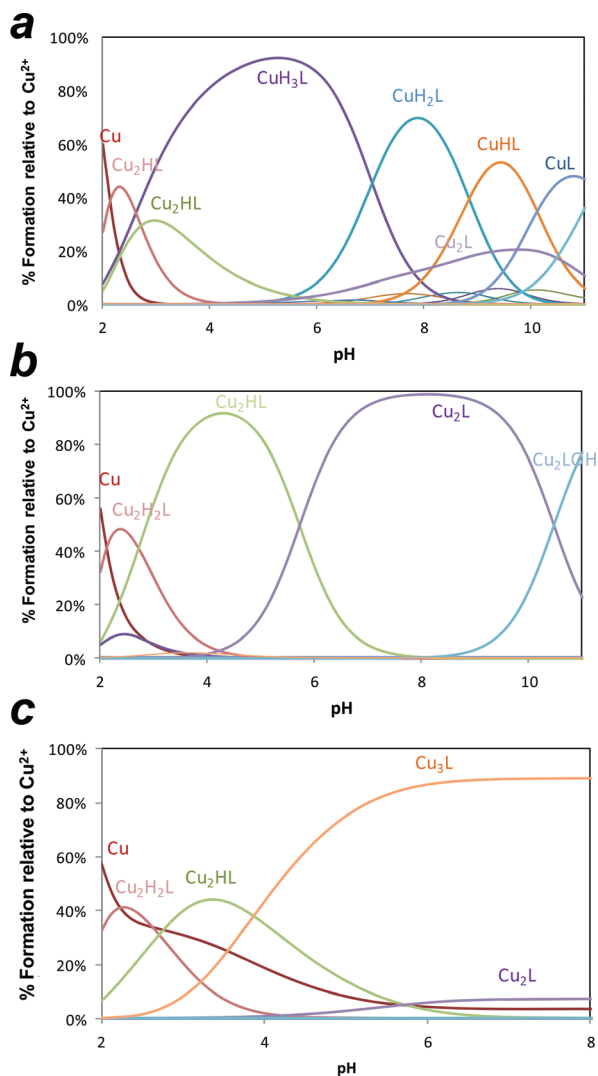 a
100%
80%
60%
40%
20%
0%
% Formation relative to Cu²⁺
Cu
Cu₂HL
Cu₂HL
CuH₃L
CuH₂L
CuHL
CuL
Cu₂L
2 4 6 8 10
pH
b
100%
80%
60%
40%
20%
0%
% Formation relative to Cu²⁺
Cu
Cu₂H₂L
Cu₂HL
Cu₂L
Cu₂LOH
2 4 6 8 10
pH
c
100%
80%
60%
40%
20%
0%
% Formation relative to Cu²⁺
Cu
Cu₂H₂L
Cu₂HL
Cu₃L
Cu₂L
2 4 6 8
pH